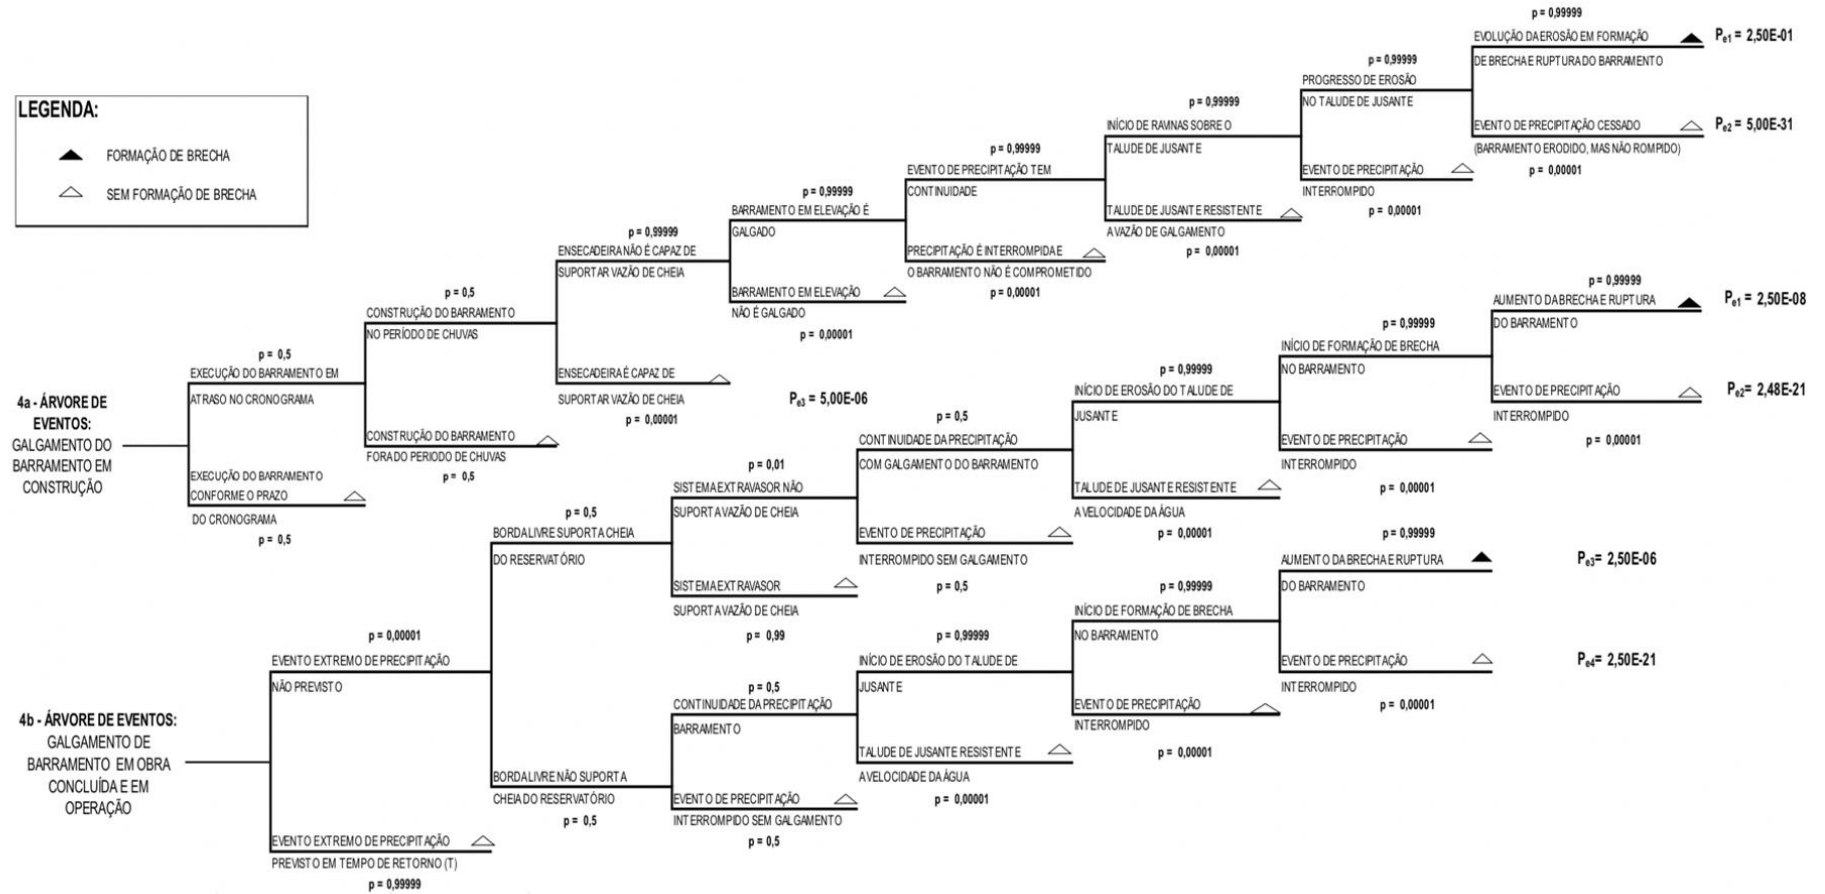 LEGENDA:
FORMAÇÃO DE BRECHA
SEM FORMAÇÃO DE BRECHA
4a - ÁRVORE DE
EVENTOS:
GALGAMENTO DO
BARRAMENTO EM
CONSTRUÇÃO
p = 0,5
EXECUÇÃO DO BARRAMENTO EM
ATRASO NO CRONOGRAMA
EXECUÇÃO DO BARRAMENTO
CONFORME O PRAZO
DO CRONOGRAMA
p = 0,5
p = 0,5
CONSTRUÇÃO DO BARRAMENTO
NO PERÍODO DE CHUVAS
CONSTRUÇÃO DO BARRAMENTO
FORA DO PERIODO DE CHUVAS
p = 0,5
p = 0,99999
ENSECADEIRA NÃO É CAPAZ DE
SUPORTAR VAZÃO DE CHEIA
ENSECADEIRA É CAPAZ DE
SUPORTAR VAZÃO DE CHEIA
p = 0,00001
p = 0,99999
BARRAMENTO EM ELEVAÇÃO É
GALGADO
BARRAMENTO EM ELEVAÇÃO
NÃO É GALGADO
p = 0,00001
Pe3 = 5,00E-06
p = 0,99999
EVENTO DE PRECIPITAÇÃO TEM
CONTINUIDADE
PRECIPITAÇÃO É INTERROMPIDA E
O BARRAMENTO NÃO É COMPROMETIDO
p = 0,00001
p = 0,99999
INÍCIO DE RAVINAS SOBRE O
TALUDE DE JUSANTE
TALUDE DE JUSANTE RESISTENTE
A VAZÃO DE GALGAMENTO
p = 0,00001
p = 0,99999
PROGRESSO DE EROSÃO
NO TALUDE DE JUSANTE
EVENTO DE PRECIPITAÇÃO
INTERROMPIDO
p = 0,00001
p = 0,99999
EVOLUÇÃO DA EROSÃO EM FORMAÇÃO
DE BRECHA E RUPTURA DO BARRAMENTO
Pe1 = 2,50E-01
EVENTO DE PRECIPITAÇÃO CESSADO
(BARRAMENTO ERODIDO, MAS NÃO ROMPIDO)
p = 0,00001
Pe2 = 5,00E-31
4b - ÁRVORE DE EVENTOS:
GALGAMENTO DE
BARRAMENTO EM OBRA
CONCLUÍDA E EM
OPERAÇÃO
p = 0,00001
EVENTO EXTREMO DE PRECIPITAÇÃO
NÃO PREVISTO
EVENTO EXTREMO DE PRECIPITAÇÃO
PREVISTO EM TEMPO DE RETORNO (T)
p = 0,99999
p = 0,5
BORDA LIVRE SUPORTA CHEIA
DO RESERVATÓRIO
BORDA LIVRE NÃO SUPORTA
CHEIA DO RESERVATÓRIO
p = 0,5
p = 0,01
SISTEMA EXTRAVASOR NÃO
SUPORTA VAZÃO DE CHEIA
SISTEMA EXTRAVASOR
SUPORTA VAZÃO DE CHEIA
p = 0,99
p = 0,5
CONTINUIDADE DA PRECIPITAÇÃO
COM GALGAMENTO DO BARRAMENTO
EVENTO DE PRECIPITAÇÃO
INTERROMPIDO SEM GALGAMENTO
p = 0,5
p = 0,99999
INÍCIO DE EROSÃO DO TALUDE DE
JUSANTE
TALUDE DE JUSANTE RESISTENTE
A VELOCIDADE DA ÁGUA
p = 0,00001
p = 0,99999
INÍCIO DE FORMAÇÃO DE BRECHA
NO BARRAMENTO
EVENTO DE PRECIPITAÇÃO
INTERROMPIDO
p = 0,00001
p = 0,99999
AUMENTO DA BRECHA E RUPTURA
DO BARRAMENTO
Pe1 = 2,50E-08
EVENTO DE PRECIPITAÇÃO
INTERROMPIDO
p = 0,00001
Pe2= 2,48E-21
p = 0,5
CONTINUIDADE DA PRECIPITAÇÃO
BARRAMENTO
EVENTO DE PRECIPITAÇÃO
INTERROMPIDO SEM GALGAMENTO
p = 0,5
p = 0,99999
INÍCIO DE EROSÃO DO TALUDE DE
JUSANTE
TALUDE DE JUSANTE RESISTENTE
A VELOCIDADE DA ÁGUA
p = 0,00001
p = 0,99999
INÍCIO DE FORMAÇÃO DE BRECHA
NO BARRAMENTO
EVENTO DE PRECIPITAÇÃO
INTERROMPIDO
p = 0,00001
p = 0,99999
AUMENTO DA BRECHA E RUPTURA
DO BARRAMENTO
Pe3= 2,50E-06
EVENTO DE PRECIPITAÇÃO
INTERROMPIDO
p = 0,00001
Pe4= 2,50E-21